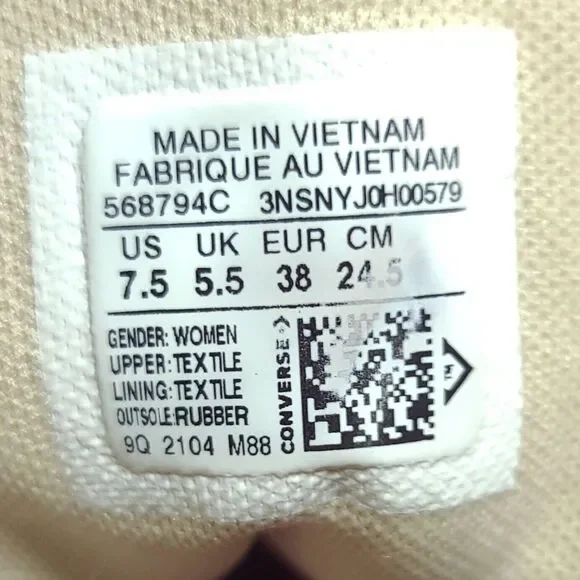 MADE IN VIETNAM
FABRIQUE AU VIETNAM
568794C 3NSNYJ0H00579
US UK EUR CM
7.5 5.5 38 24.5
GENDER: WOMEN
UPPER: TEXTILE
LINING: TEXTILE
OUTSOLE: RUBBER
9Q 2104 M88
CONVERSE
TM